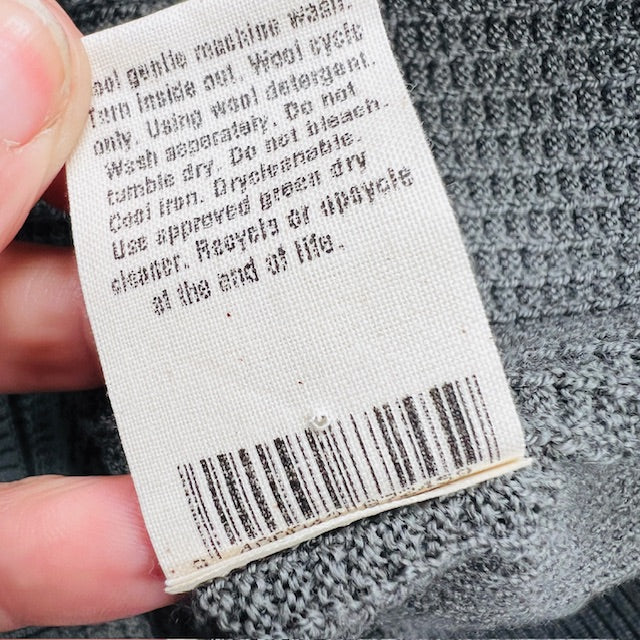 Cool gentle machine wash.
Turn inside out. Wool cycle
only. Using wool detergent.
Wash seperately. Do not
tumble dry. Do not bleach.
Cool iron. Drycleanable.
Use approved green dry
cleaner. Recycle or upcycle
at the end of life.